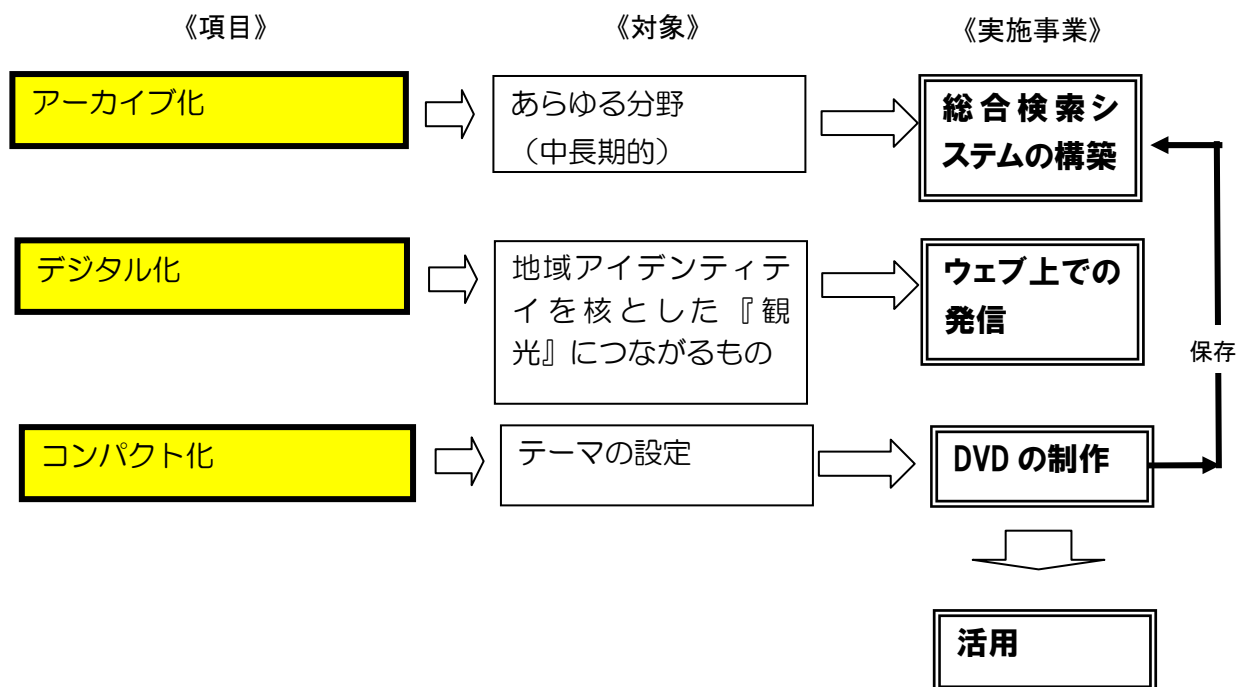 《項目》
《対象》
《実施事業》
アーカイブ化
あらゆる分野
（中長期的）
総合検索シ
ステムの構築
デジタル化
地域アイデンティテ
イを核とした『観
光』につながるもの
ウェブ上での
発信
保存
コンパクト化
テーマの設定
DVD の制作
活用